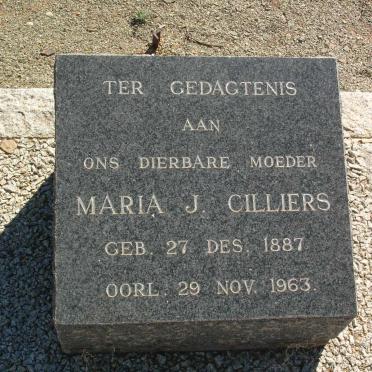 TER GEDAGTENIS
AAN
ONS DIERBARE MOEDER
MARIA J. CILLIERS
GEB. 27 DES. 1887.
OORL. 29 NOV. 1963.